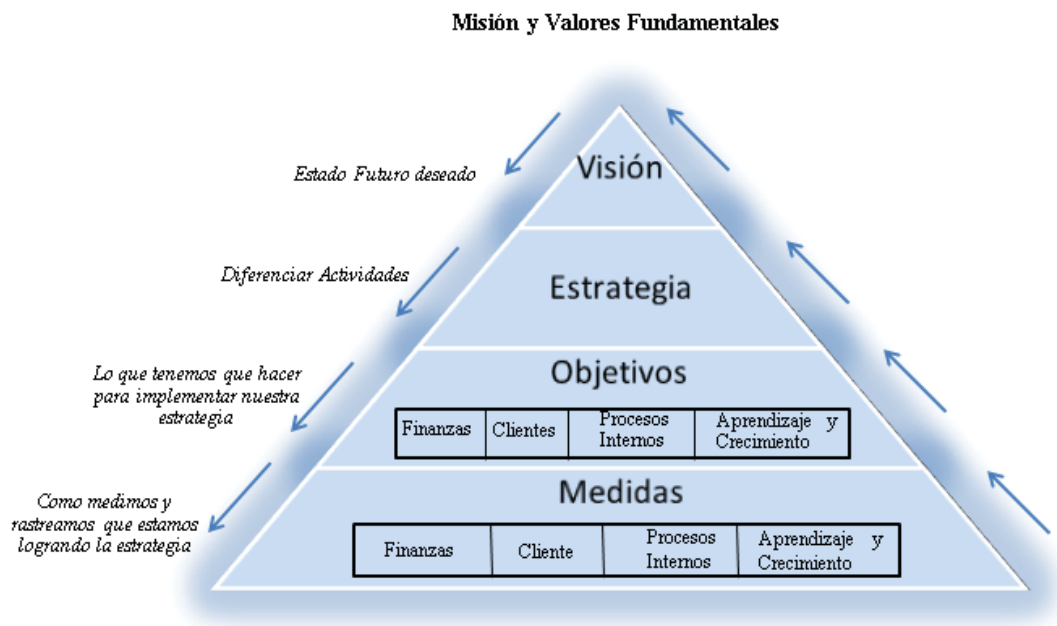 Misión y Valores Fundamentales
Visión
Estado Futuro deseado
Diferenciar Actividades
Estrategia
Lo que tenemos que hacer
para implementar nuestra
estrategia
Objetivos
Finanzas
Clientes
Procesos
Internos
Aprendizaje y
Crecimiento
Como medimos y
rastreamos que estamos
logrando la estrategia
Medidas
Finanzas
Cliente
Procesos
Internos
Aprendizaje y
Crecimiento